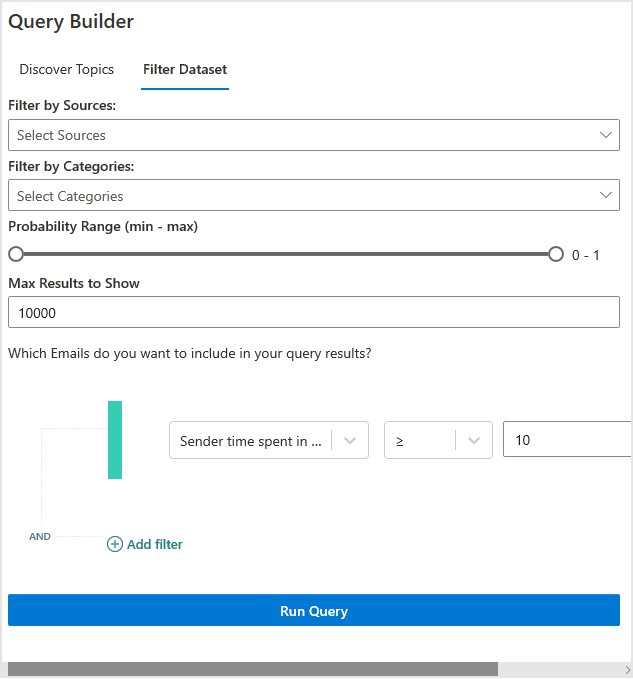 Query Builder
Discover Topics Filter Dataset
Filter by Sources:
Select Sources
Filter by Categories:
Select Categories
Probability Range (min - max)
0 - 1
Max Results to Show
10000
Which Emails do you want to include in your query results?
Sender time spent in ... ≥ 10
AND
Add filter
Run Query